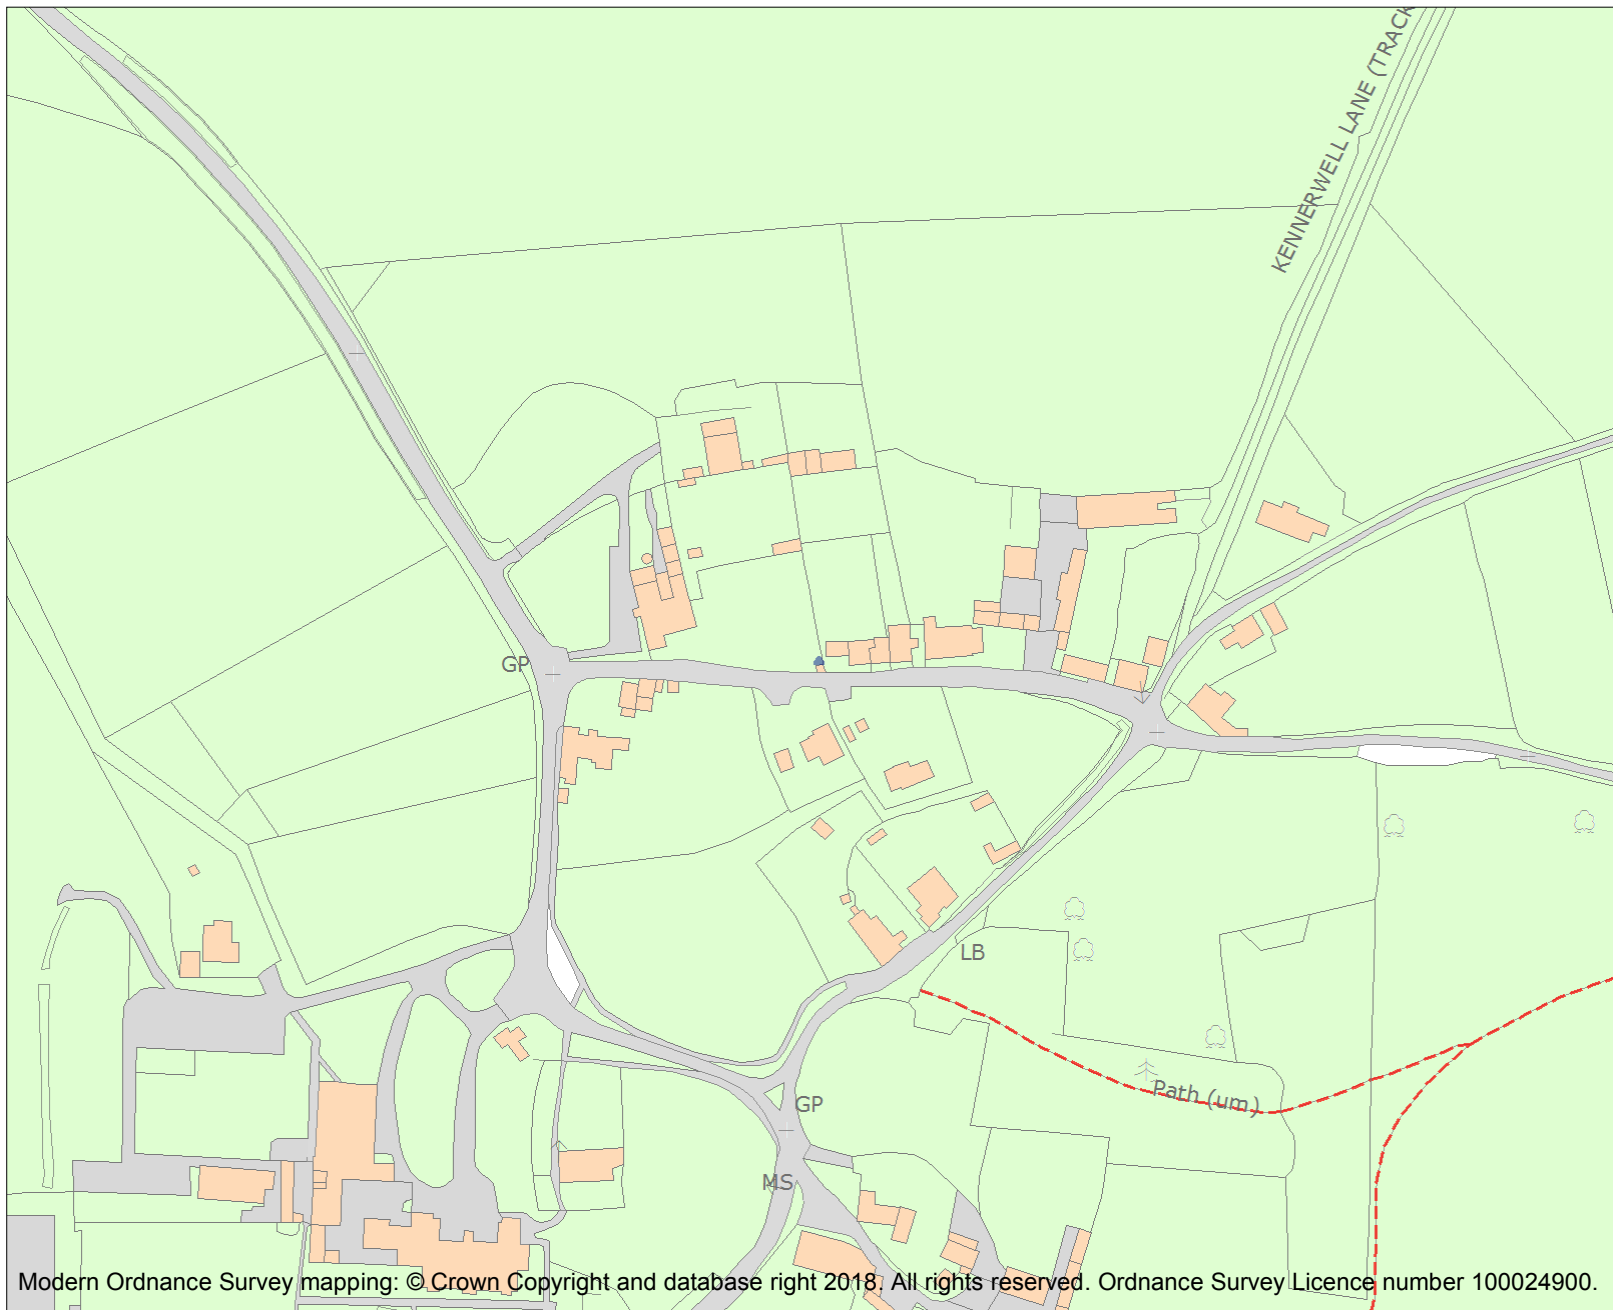 KENNERWELL LANE (TRACK
GP
LB
Path (um)
GP
MS
Modern Ordnance Survey mapping: © Crown Copyright and database right 2018. All rights reserved. Ordnance Survey Licence number 100024900.